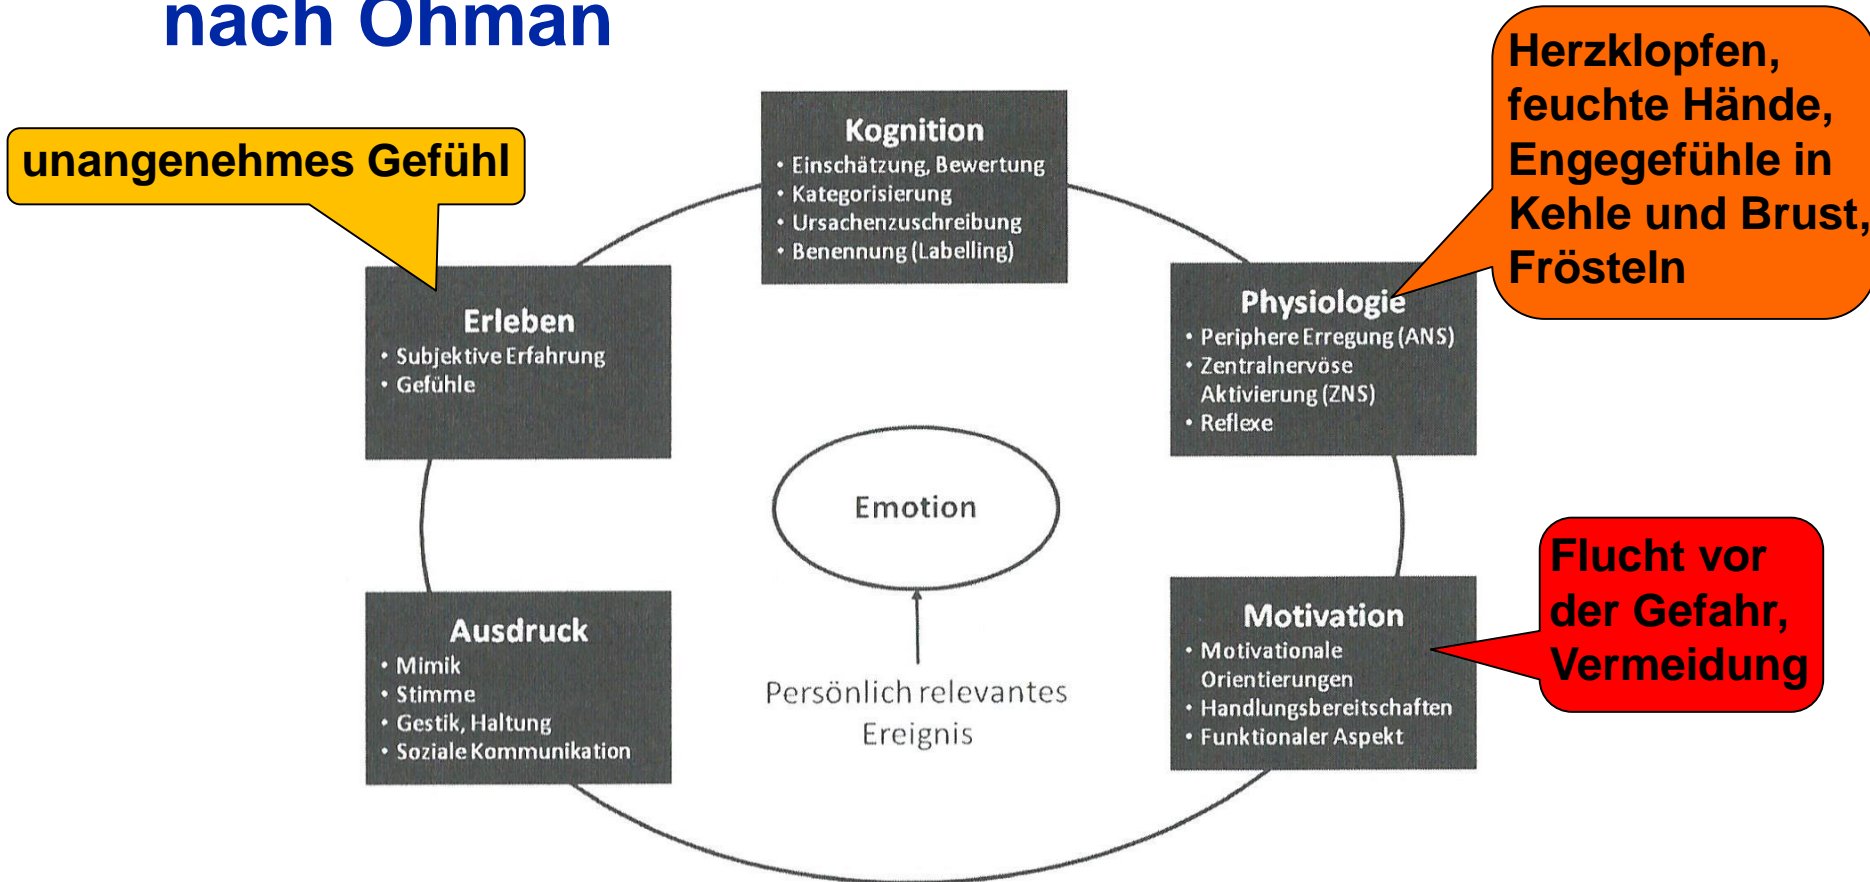 nach Öhman
unangenehmes Gefühl
Kognition
• Einschätzung, Bewertung
• Kategorisierung
• Ursachenzuschreibung
• Benennung (Labelling)
Herzklopfen,
feuchte Hände,
Engegefühle in
Kehle und Brust,
Frösteln
Erleben
• Subjektive Erfahrung
• Gefühle
Physiologie
• Periphere Erregung (ANS)
• Zentralnervöse
Aktivierung (ZNS)
• Reflexe
Emotion
Persönlich relevantes
Ereignis
Ausdruck
• Mimik
• Stimme
• Gestik, Haltung
• Soziale Kommunikation
Motivation
• Motivationale
Orientierungen
• Handlungsbereitschaften
• Funktionaler Aspekt
Flucht vor
der Gefahr,
Vermeidung